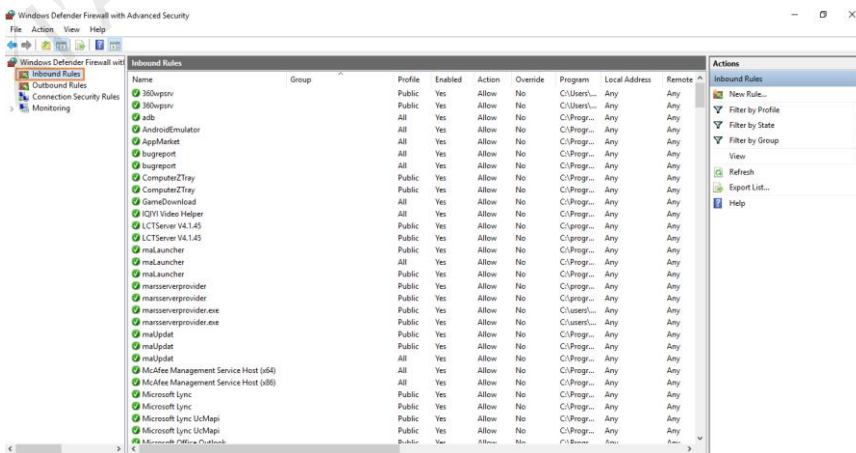 Windows Defender Firewall with Advanced Security
File Action View Help
Windows Defender Firewall wit
Inbound Rules
Outbound Rules
Connection Security Rules
Monitoring
Inbound Rules
Name Group Profile Enabled Action Override Program Local Address Remote
360wpsrv Public Yes Allow No C:\Users\... Any Any
360wpsrv Public Yes Allow No C:\Users\... Any Any
adb All Yes Allow No C:\Progr... Any Any
AndroidEmulator All Yes Allow No C:\Progr... Any Any
AppMarket All Yes Allow No C:\Progr... Any Any
bugreport All Yes Allow No C:\Progr... Any Any
bugreport All Yes Allow No C:\Progr... Any Any
ComputerZTray Public Yes Allow No C:\Progr... Any Any
ComputerZTray Public Yes Allow No C:\Progr... Any Any
GameDownload All Yes Allow No C:\Progr... Any Any
IQIYI Video Helper All Yes Allow No C:\Progr... Any Any
LCTServer V4.1.45 Public Yes Allow No C:\progr... Any Any
LCTServer V4.1.45 Public Yes Allow No C:\progr... Any Any
maLauncher Public Yes Allow No C:\Progr... Any Any
maLauncher All Yes Allow No C:\Progr... Any Any
maLauncher Public Yes Allow No C:\Progr... Any Any
marsserverprovider Public Yes Allow No C:\progr... Any Any
marsserverprovider Public Yes Allow No C:\progr... Any Any
marsserverprovider.exe Public Yes Allow No C:\users\... Any Any
marsserverprovider.exe Public Yes Allow No C:\users\... Any Any
maUpdat Public Yes Allow No C:\Progr... Any Any
maUpdat Public Yes Allow No C:\Progr... Any Any
maUpdat All Yes Allow No C:\Progr... Any Any
McAfee Management Service Host (x64) All Yes Allow No C:\Progr... Any Any
McAfee Management Service Host (x86) All Yes Allow No C:\Progr... Any Any
Microsoft Lync Public Yes Allow No C:\Progr... Any Any
Microsoft Lync Public Yes Allow No C:\Progr... Any Any
Microsoft Lync UcMapi Public Yes Allow No C:\Progr... Any Any
Microsoft Lync UcMapi Public Yes Allow No C:\Progr... Any Any
Microsoft Office Outlook Public Yes Allow No C:\Progr... Any Any
Actions
Inbound Rules
New Rule...
Filter by Profile
Filter by State
Filter by Group
View
Refresh
Export List...
Help